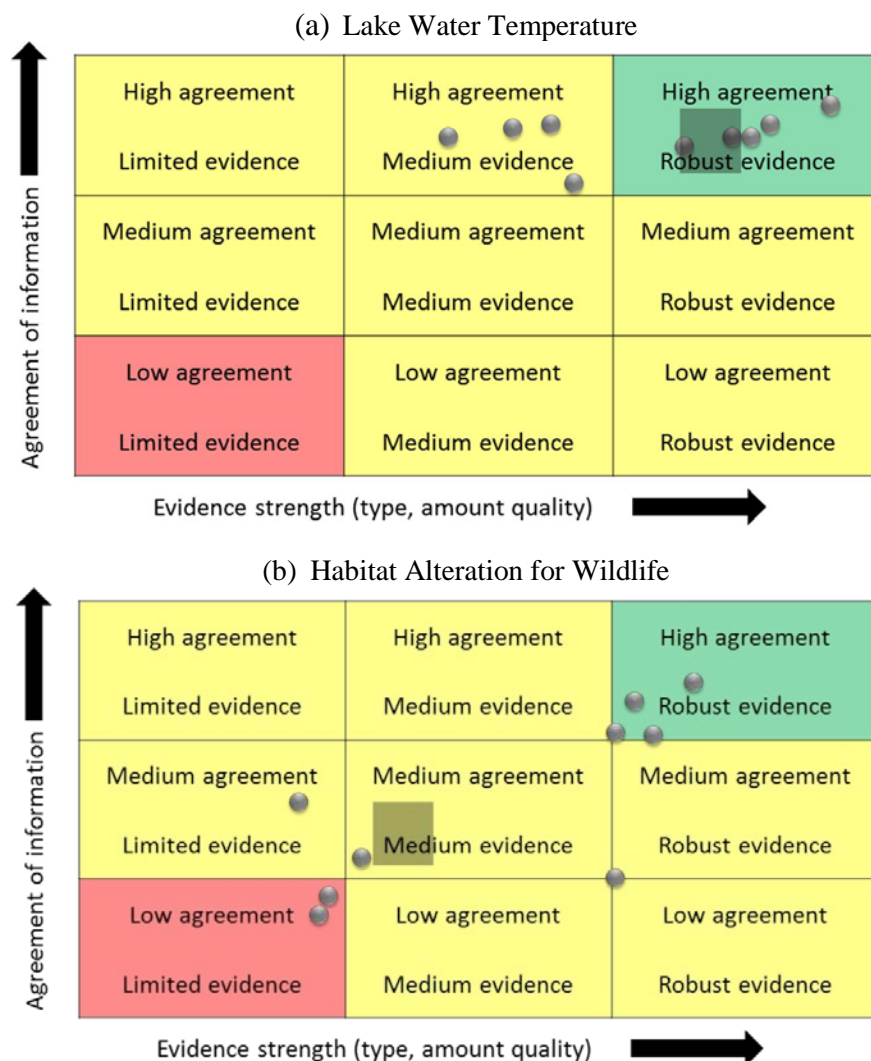 (a) Lake Water Temperature
Agreement of information
High agreement
High agreement
High agreement
Limited evidence
Medium evidence
Robust evidence
Medium agreement
Medium agreement
Medium agreement
Limited evidence
Medium evidence
Robust evidence
Low agreement
Low agreement
Low agreement
Limited evidence
Medium evidence
Robust evidence
Evidence strength (type, amount quality)
(b) Habitat Alteration for Wildlife
Agreement of information
High agreement
High agreement
High agreement
Limited evidence
Medium evidence
Robust evidence
Medium agreement
Medium agreement
Medium agreement
Limited evidence
Medium evidence
Robust evidence
Low agreement
Low agreement
Low agreement
Limited evidence
Medium evidence
Robust evidence
Evidence strength (type, amount quality)